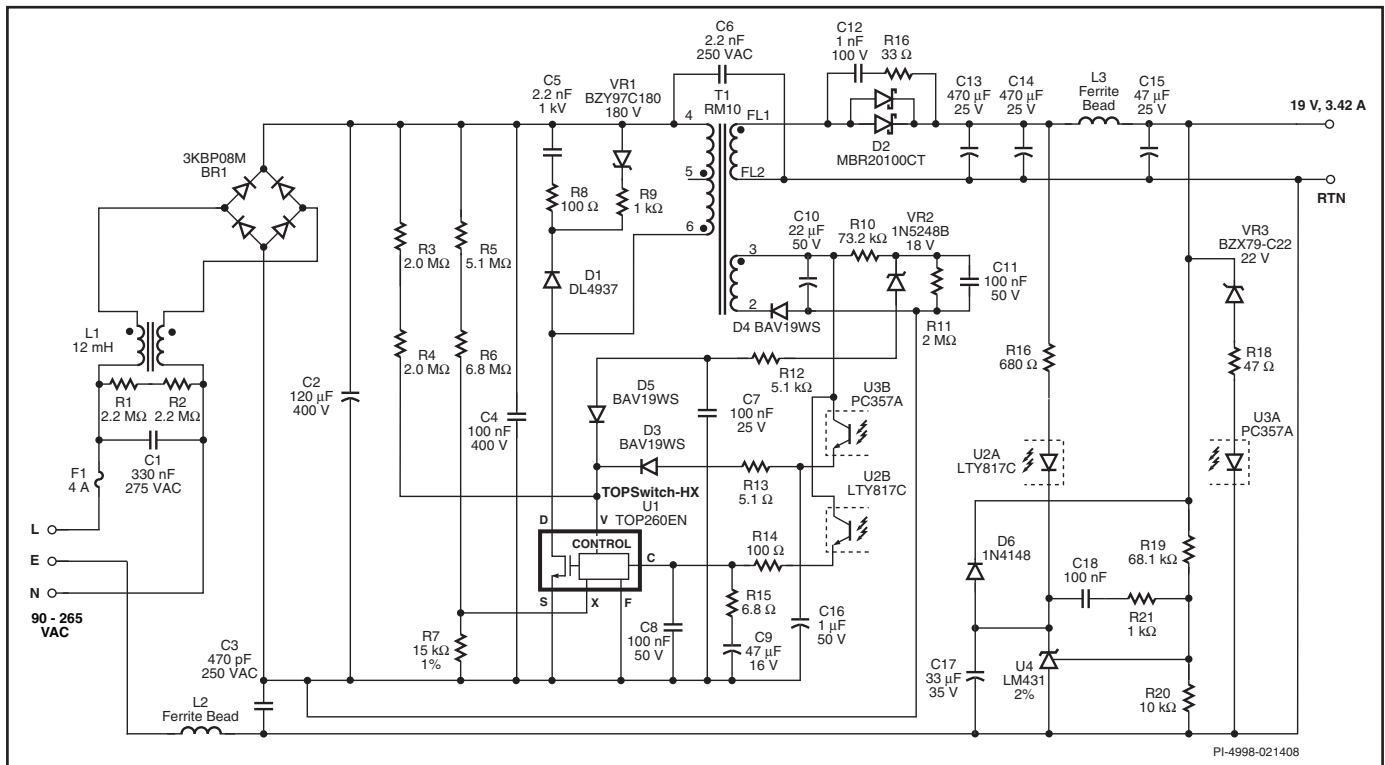 C6
2.2 nF
250 VAC
C12
1 nF
100 V
R16
33 Ω
C5
2.2 nF
1 kV
VR1
BZY97C180
180 V
T1
RM10
C13
470 µF
25 V
C14
470 µF
25 V
L3
Ferrite
Bead
C15
47 µF
25 V
19 V, 3.42 A
4
FL1
D2
MBR20100CT
3KBP08M
BR1
5
FL2
RTN
R8
100 Ω
R9
1 kΩ
6
C10
22 µF
50 V
R10
73.2 kΩ
VR2
1N5248B
18 V
VR3
BZX79-C22
22 V
R3
2.0 MΩ
R5
5.1 MΩ
3
C11
100 nF
50 V
D1
DL4937
2
D4 BAV19WS
R11
2 MΩ
L1
12 mH
R4
2.0 MΩ
R6
6.8 MΩ
R16
680 Ω
R18
47 Ω
C2
120 µF
400 V
R12
5.1 kΩ
R1
2.2 MΩ
R2
2.2 MΩ
D5
BAV19WS
C7
100 nF
25 V
U3B
PC357A
C4
100 nF
400 V
U3A
PC357A
C1
330 nF
275 VAC
D3
BAV19WS
U2A
LTY817C
F1
4 A
R13
5.1 Ω
U2B
LTY817C
TOPSwitch-HX
U1
TOP260EN
L
D
V
CONTROL
C
R14
100 Ω
D6
1N4148
R19
68.1 kΩ
E
C18
100 nF
N
S
X
F
R15
6.8 Ω
R21
1 kΩ
90 - 265
VAC
R7
15 kΩ
1%
C8
100 nF
50 V
C9
47 µF
16 V
C16
1 µF
50 V
C3
470 pF
250 VAC
C17
33 µF
35 V
U4
LM431
2%
R20
10 kΩ
L2
Ferrite Bead
PI-4998-021408